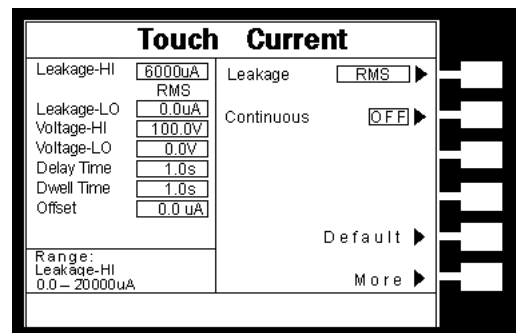 Touch Current
Leakage-HI 6000uA
RMS
Leakage-LO 0.0uA
Voltage-HI 100.0V
Voltage-LO 0.0V
Delay Time 1.0s
Dwell Time 1.0s
Offset 0.0 uA
Range:
Leakage-HI
0.0 – 20000uA
Leakage RMS
Continuous OFF
Default
More